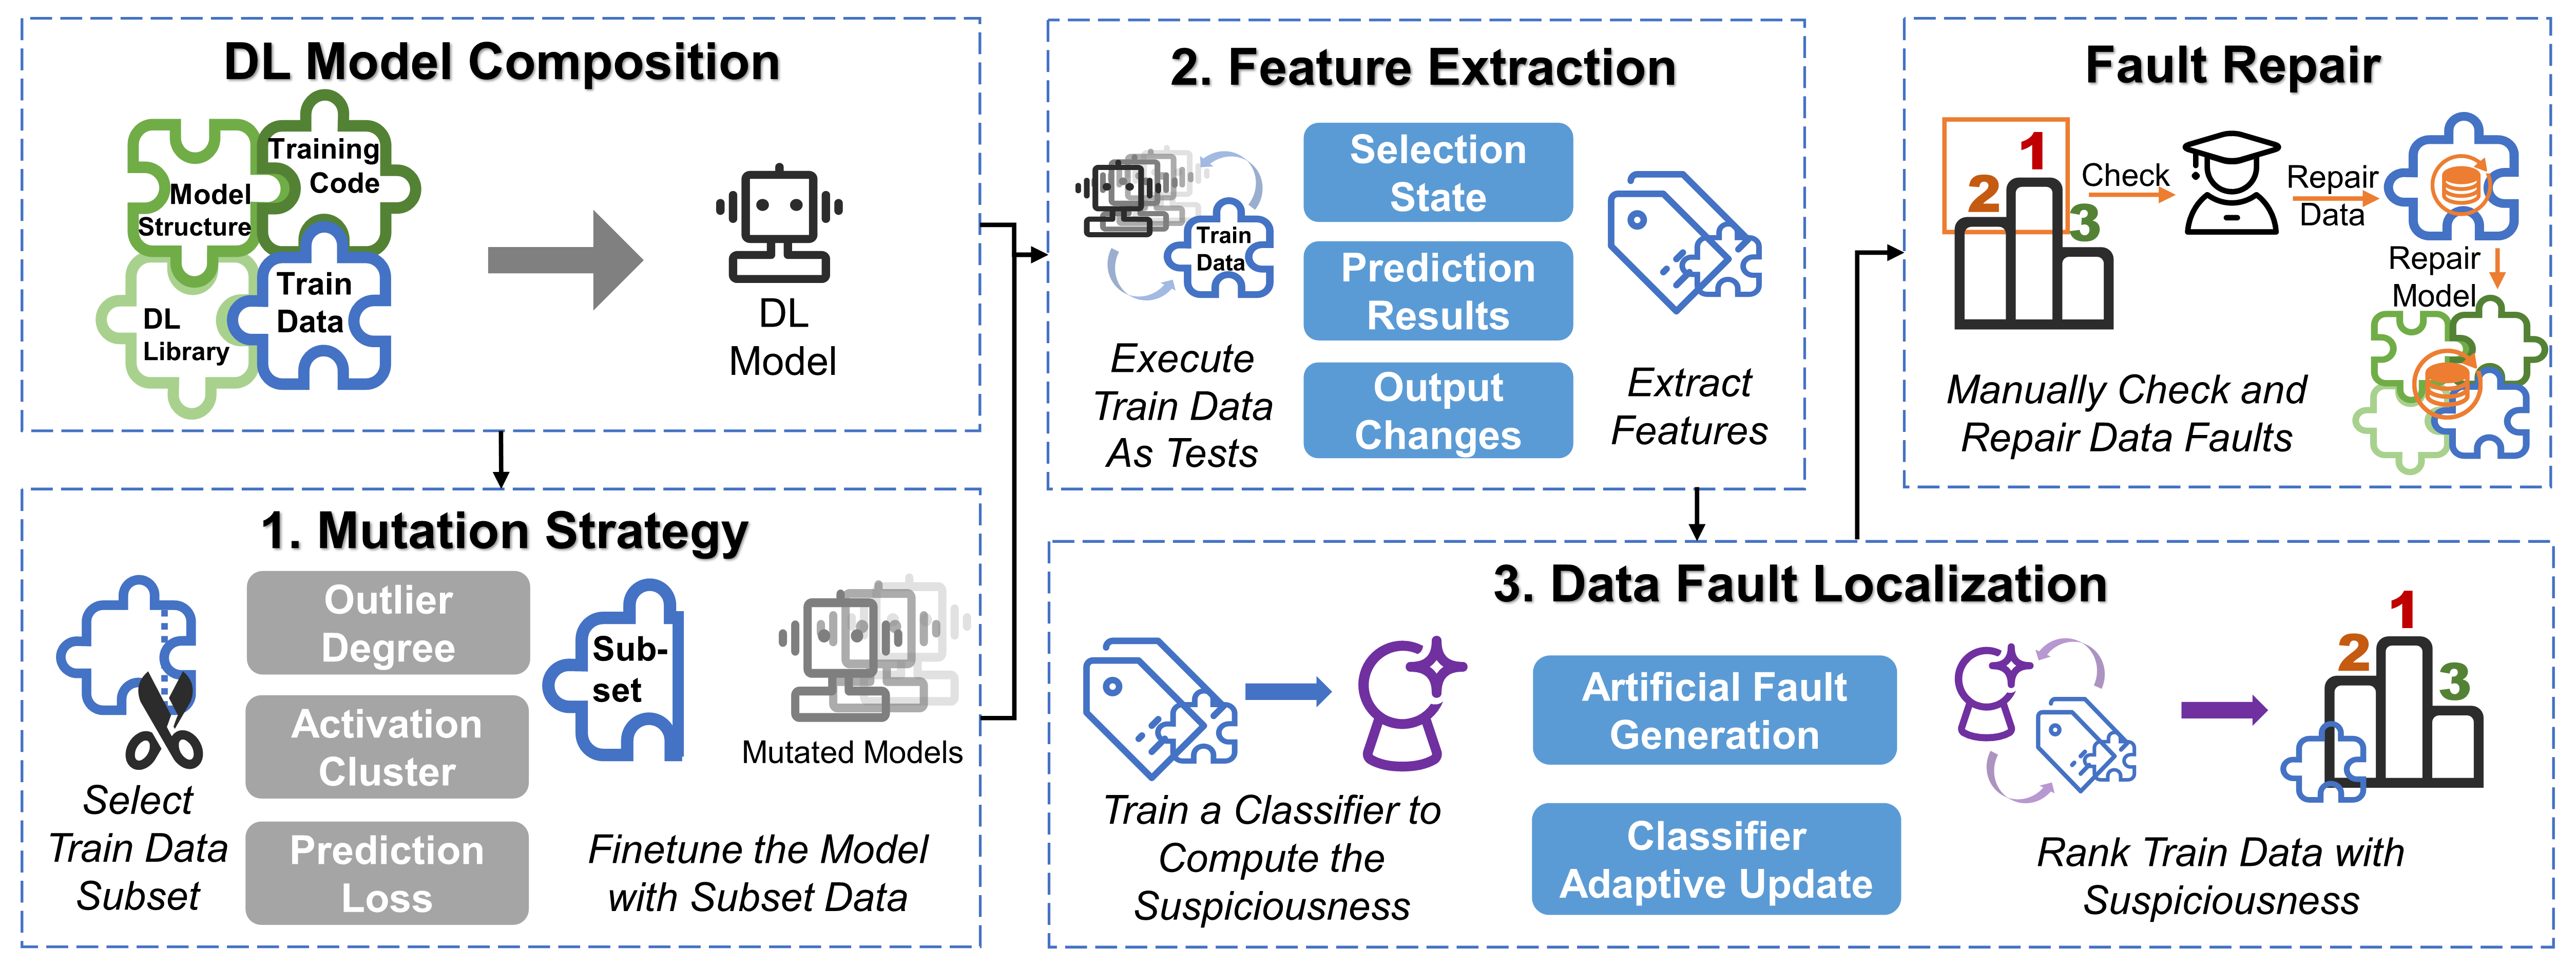 DL Model Composition
Training
Code
Model
Structure
DL
Library
Train
Data
DL
Model
1. Mutation Strategy
Select
Train Data
Subset
Outlier
Degree
Activation
Cluster
Prediction
Loss
Sub-
set
Finetune the Model
with Subset Data
Mutated Models
2. Feature Extraction
Train
Data
Execute
Train Data
As Tests
Selection
State
Prediction
Results
Output
Changes
Extract
Features
3. Data Fault Localization
Train a Classifier to
Compute the
Suspiciousness
Artificial Fault
Generation
Classifier
Adaptive Update
1
2
3
Rank Train Data with
Suspiciousness
Fault Repair
1
2
3
Check
Repair
Data
Repair
Model
Manually Check and
Repair Data Faults